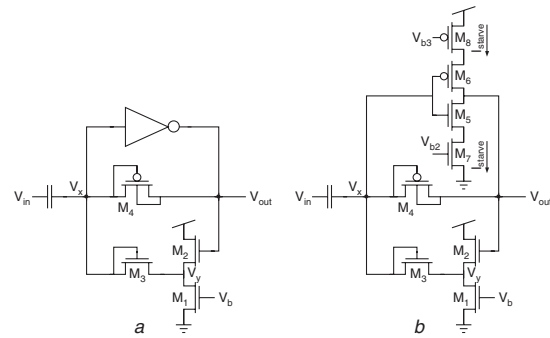 V_in
V_x
M_4
V_out
M_2
M_3
V_y
M_1
V_b
a
V_b3
M_8
I_starve
M_6
M_5
V_b2
M_7
I_starve
V_in
V_x
M_4
V_out
M_2
M_3
V_y
M_1
V_b
b